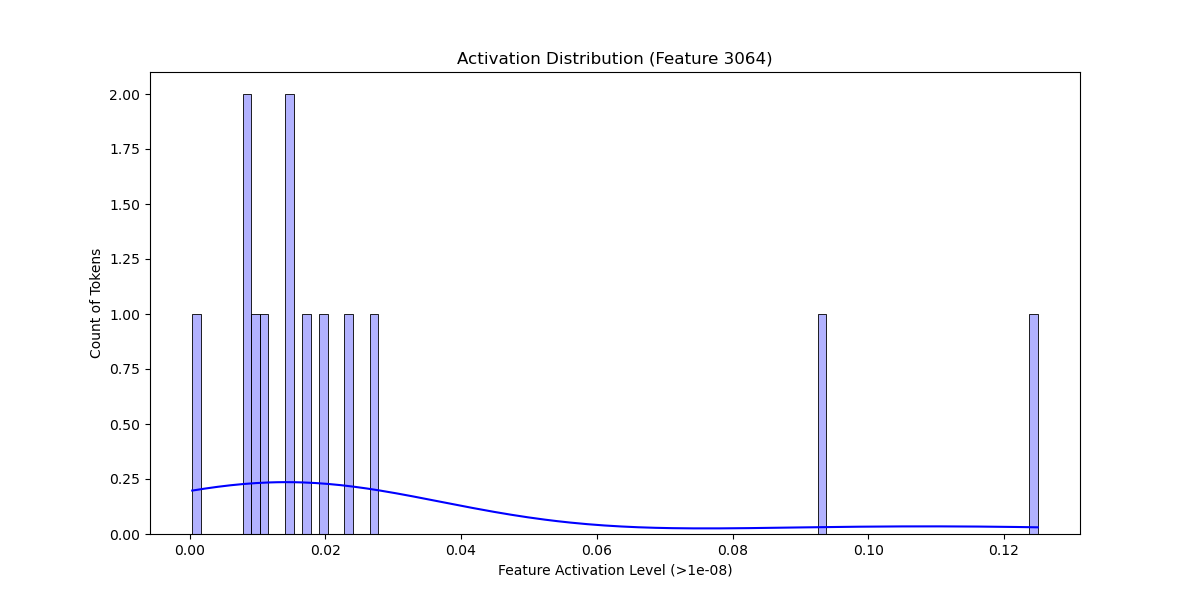 Activation Distribution (Feature 3064)
Count of Tokens
2.00
1.75
1.50
1.25
1.00
0.75
0.50
0.25
0.00
0.00 0.02 0.04 0.06 0.08 0.10 0.12
Feature Activation Level (>1e-08)